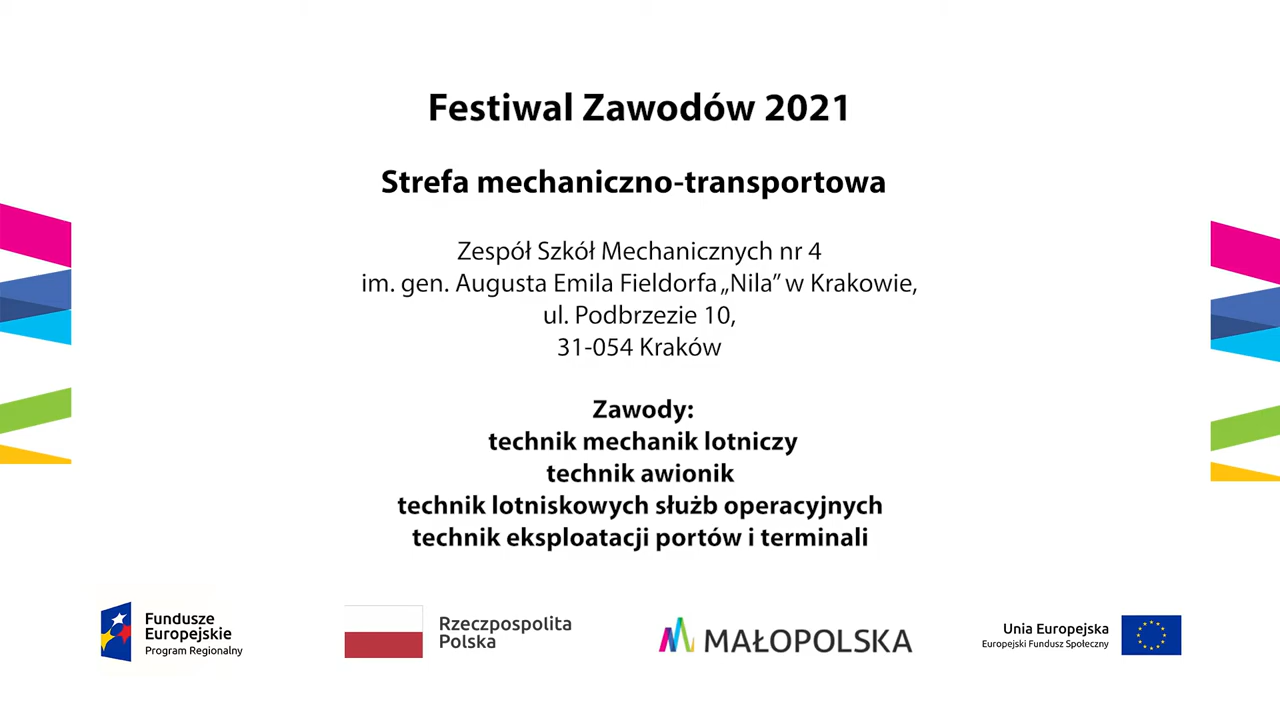 Festiwal Zawodów 2021
Strefa mechaniczno-transportowa
Zespół Szkół Mechanicznych nr 4
im. gen. Augusta Emila Fieldorfa „Nila” w Krakowie,
ul. Podbrzezie 10,
31-054 Kraków
Zawody:
technik mechanik lotniczy
technik awionik
technik lotniskowych służb operacyjnych
technik eksploatacji portów i terminali
Fundusze
Europejskie
Program Regionalny
Rzeczpospolita
Polska
MAŁOPOLSKA
Unia Europejska
Europejski Fundusz Społeczny